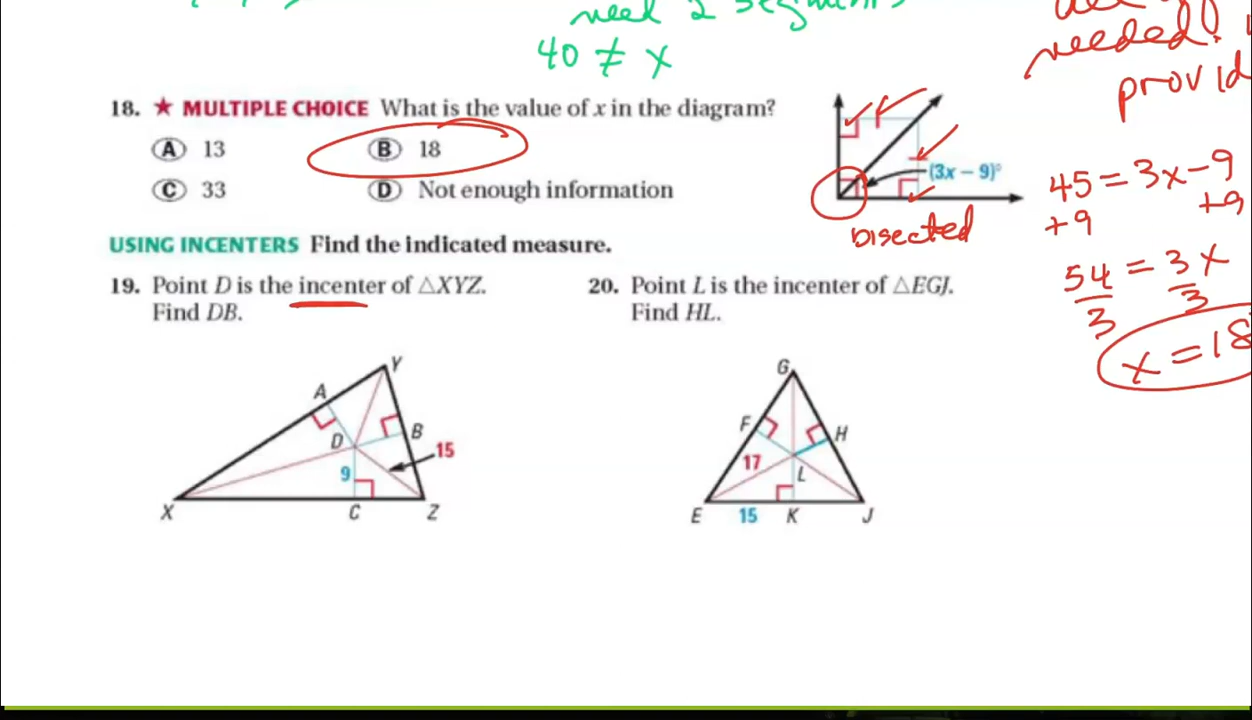 need 2 segments
40 ≠ x
needed!
provid
18. ★ MULTIPLE CHOICE What is the value of x in the diagram?
A 13
B 18
C 33
D Not enough information
(3x – 9)°
bisected
45 = 3x – 9
+9 +9
54 = 3x
3 3
x = 18
USING INCENTERS Find the indicated measure.
19. Point D is the incenter of △XYZ.
Find DB.
20. Point L is the incenter of △EGJ.
Find HL.
Y
A
D
B
15
9
X
C
Z
G
F
H
17
L
E
15
K
J